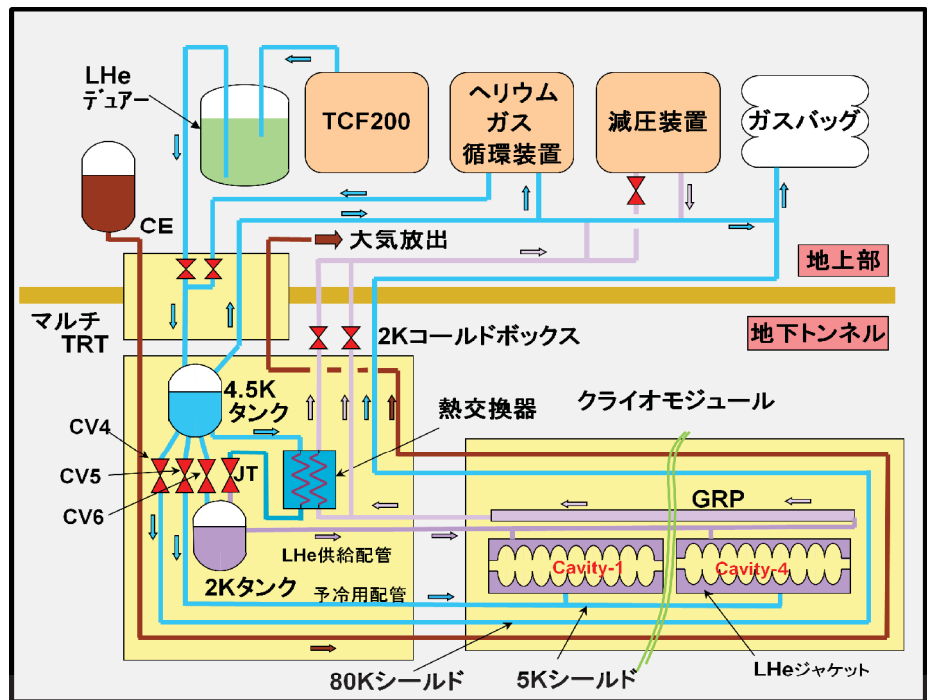 LHe
デュアー
TCF200
ヘリウム
ガス
循環装置
減圧装置
ガスバッグ
CE
大気放出
地上部
マルチ
TRT
2Kコールドボックス
地下トンネル
4.5K
タンク
熱交換器
クライオモジュール
CV4
CV5
CV6
JT
GRP
LHe供給配管
Cavity-1
Cavity-4
2Kタンク
予冷用配管
80Kシールド
5Kシールド
LHeジャケット